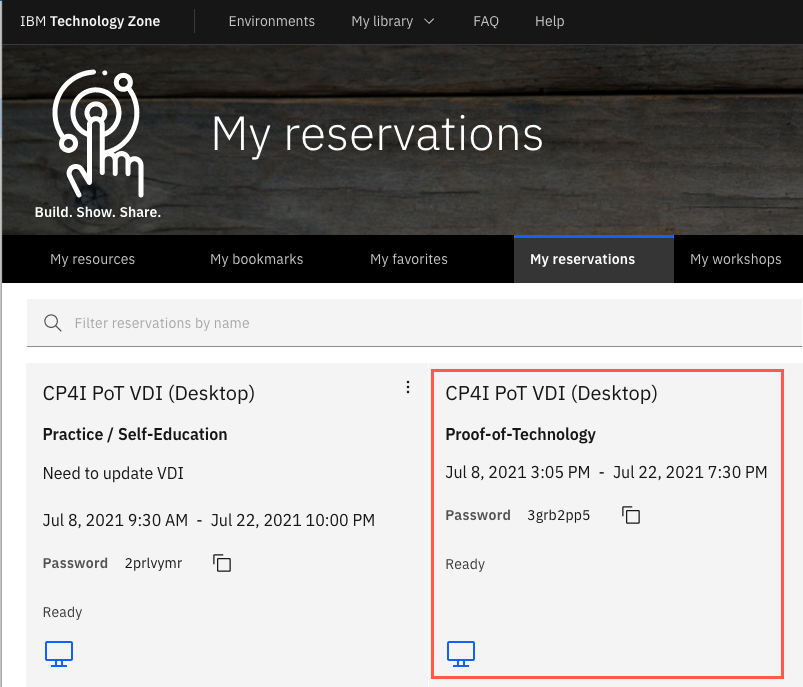 IBM Technology Zone
Environments
My library
FAQ
Help
My reservations
Build. Show. Share.
My resources
My bookmarks
My favorites
My reservations
My workshops
Filter reservations by name
CP4I PoT VDI (Desktop)
Practice / Self-Education
Need to update VDI
Jul 8, 2021 9:30 AM - Jul 22, 2021 10:00 PM
Password 2prlvymr
Ready
CP4I PoT VDI (Desktop)
Proof-of-Technology
Jul 8, 2021 3:05 PM - Jul 22, 2021 7:30 PM
Password 3grb2pp5
Ready